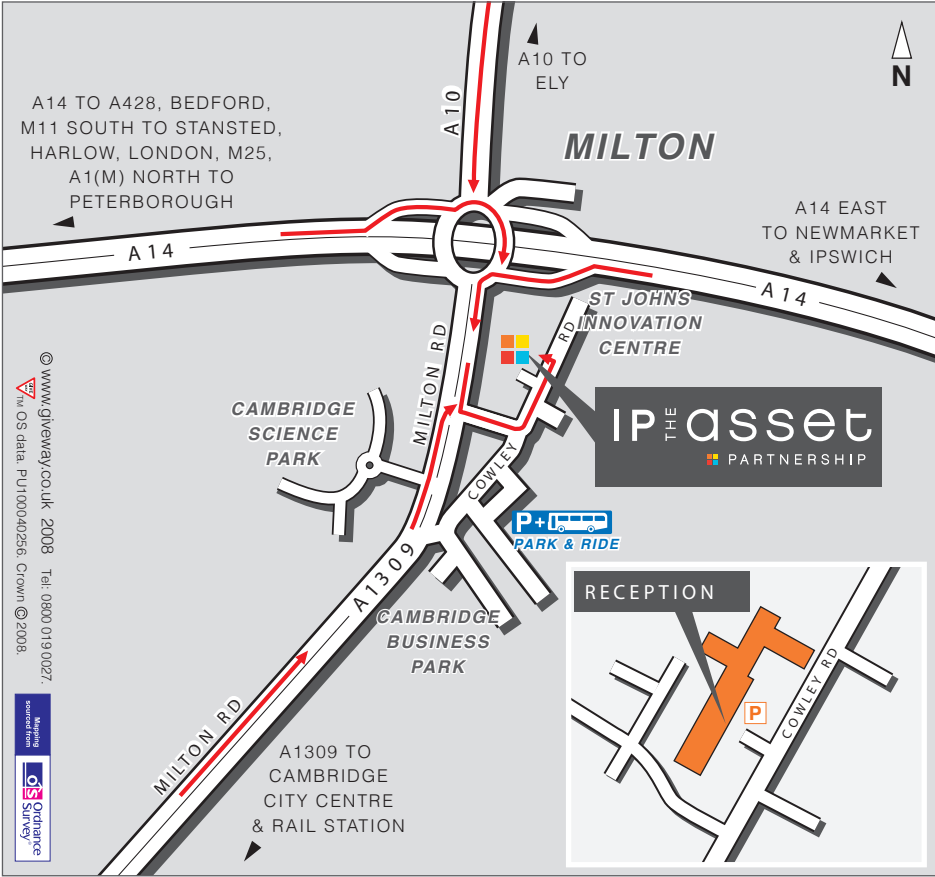 A10 TO
ELY
N
A10
MILTON
A14 TO A428, BEDFORD,
M11 SOUTH TO STANSTED,
HARLOW, LONDON, M25,
A1(M) NORTH TO
PETERBOROUGH
A14 EAST
TO NEWMARKET
& IPSWICH
A14
A14
ST JOHNS
INNOVATION
CENTRE
MILTON RD
COWLEY RD
CAMBRIDGE
SCIENCE
PARK
IP THE asset
PARTNERSHIP
P+
PARK & RIDE
A1309
CAMBRIDGE
BUSINESS
PARK
MILTON RD
A1309 TO
CAMBRIDGE
CITY CENTRE
& RAIL STATION
RECEPTION
P
COWLEY RD
© www.giveway.co.uk 2008 Tel: 0800 019 0027.
TM OS data. PU100040256. Crown © 2008.
Mapping
sourced from
OS Ordnance
Survey®